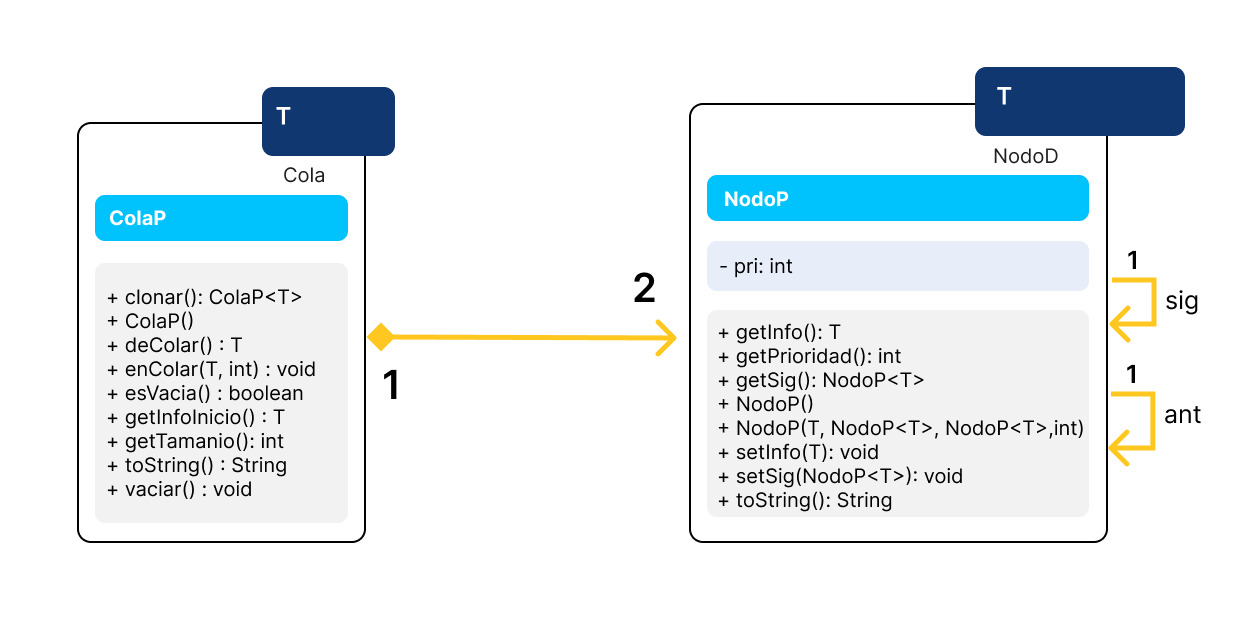 T
Cola
ColaP
+ clonar(): ColaP<T>
+ ColaP()
+ deColar() : T
+ enColar(T, int) : void
+ esVacia() : boolean
+ getInfoInicio() : T
+ getTamanio(): int
+ toString() : String
+ vaciar() : void
1
2
T
NodoD
NodoP
- pri: int
+ getInfo(): T
+ getPrioridad(): int
+ getSig(): NodoP<T>
+ NodoP()
+ NodoP(T, NodoP<T>, NodoP<T>,int)
+ setInfo(T): void
+ setSig(NodoP<T>): void
+ toString(): String
1
sig
1
ant